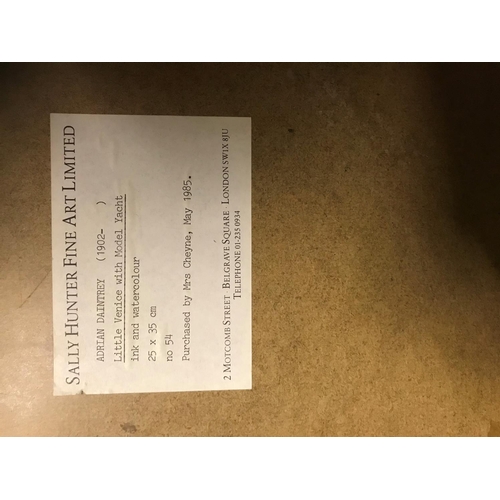 SALLY HUNTER FINE ART LIMITED
ADRIAN DAINTREY (1902- )
Little Venice with Model Yacht
ink and watercolour
25 x 35 cm
no 54
Purchased by Mrs Cheyne, May 1985.
2 MOTCOMB STREET BELGRAVE SQUARE LONDON SW1X 8JU
TELEPHONE 01-235 0934